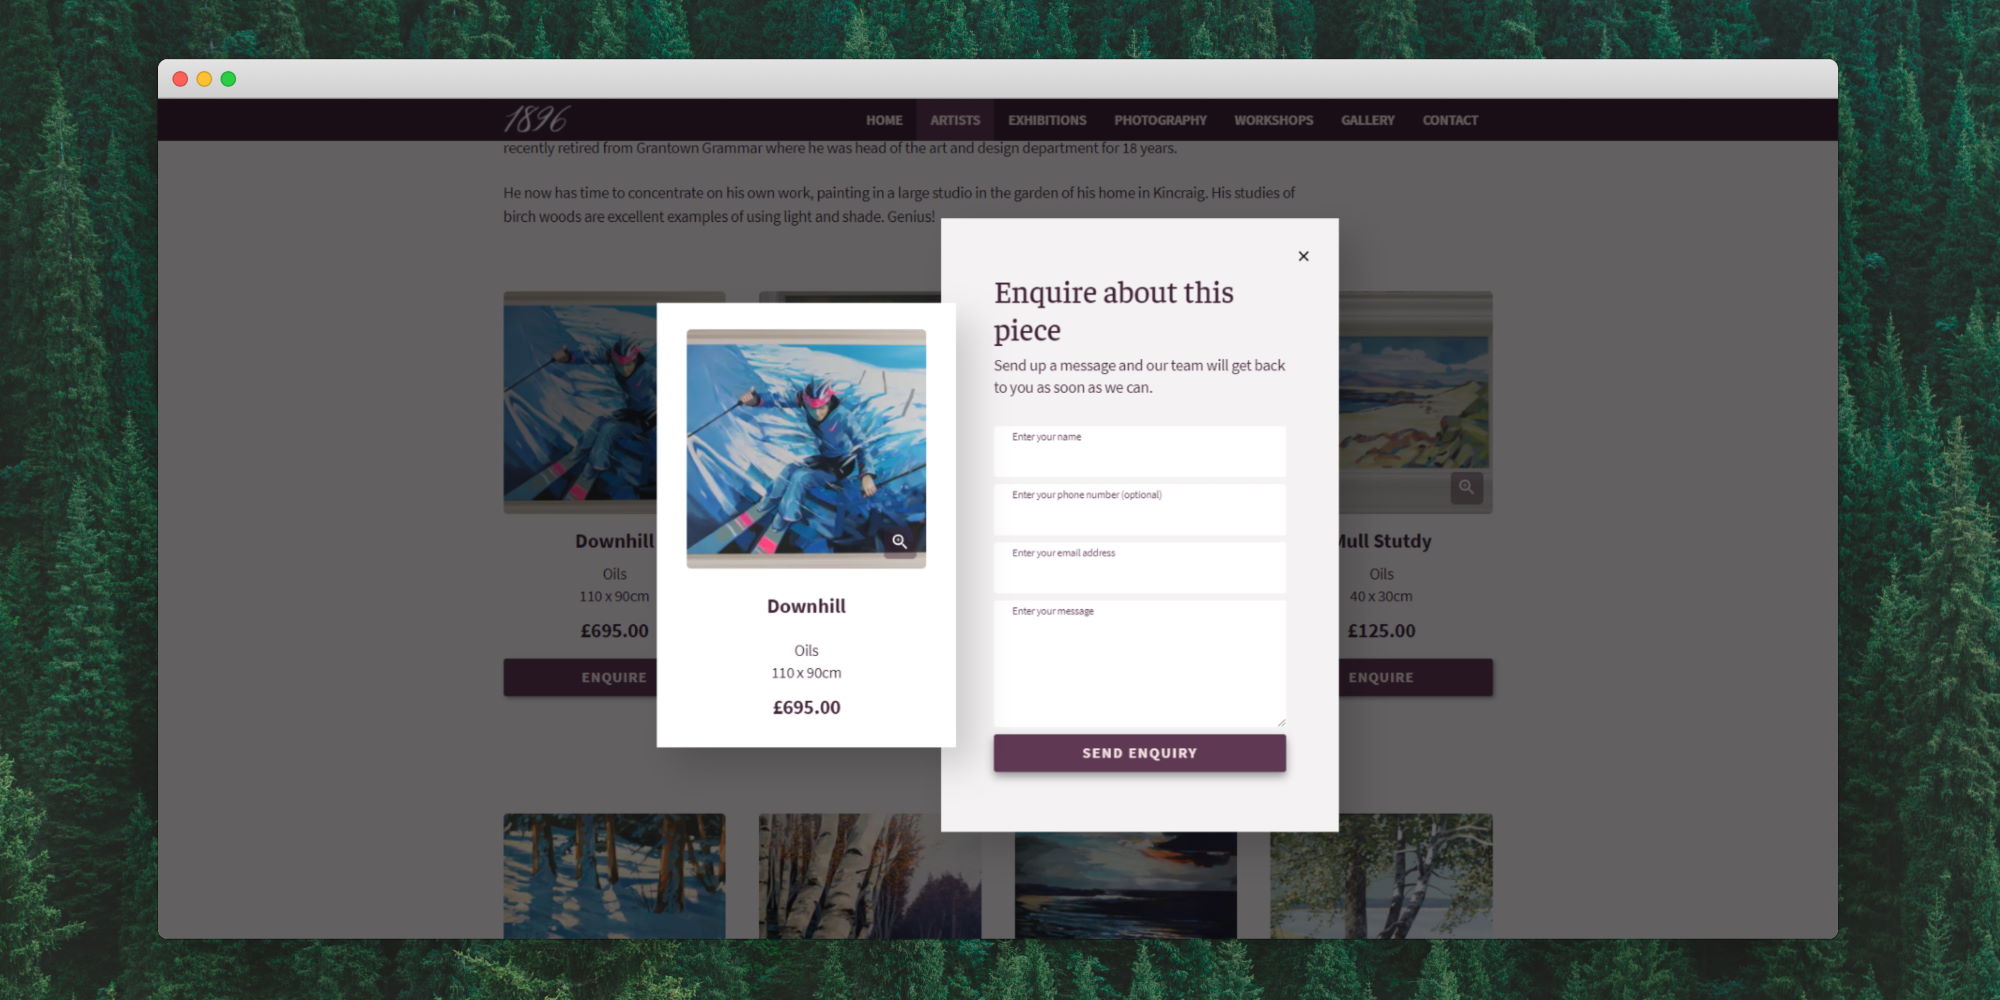 1896
HOME ARTISTS EXHIBITIONS PHOTOGRAPHY WORKSHOPS GALLERY CONTACT
recently retired from Grantown Grammar where he was head of the art and design department for 18 years.
He now has time to concentrate on his own work, painting in a large studio in the garden of his home in Kincraig. His studies of
birch woods are excellent examples of using light and shade. Genius!
Downhill
Oils
110 x 90cm
£695.00
ENQUIRE
Downhill
Oils
110 x 90cm
£695.00
Enquire about this
piece
Send up a message and our team will get back
to you as soon as we can.
Enter your name
Enter your phone number (optional)
Enter your email address
Enter your message
SEND ENQUIRY
Mull Stutdy
Oils
40 x 30cm
£125.00
ENQUIRE